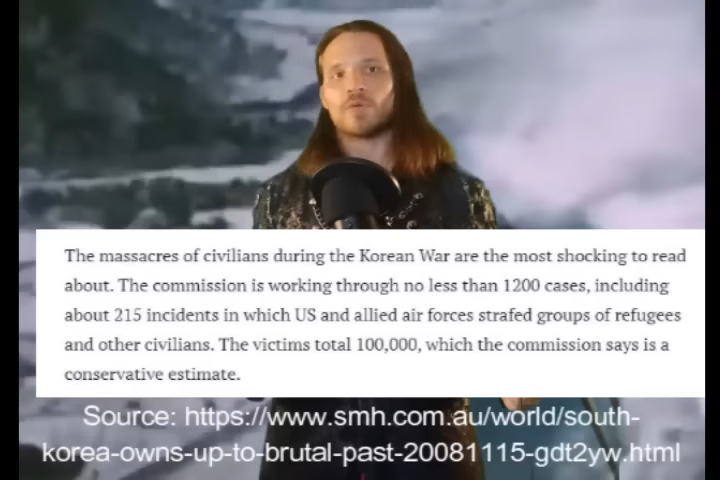 The massacres of civilians during the Korean War are the most shocking to read
about. The commission is working through no less than 1200 cases, including
about 215 incidents in which US and allied air forces strafed groups of refugees
and other civilians. The victims total 100,000, which the commission says is a
conservative estimate.
Source: https://www.smh.com.au/world/south-
korea-owns-up-to-brutal-past-20081115-gdt2yw.html